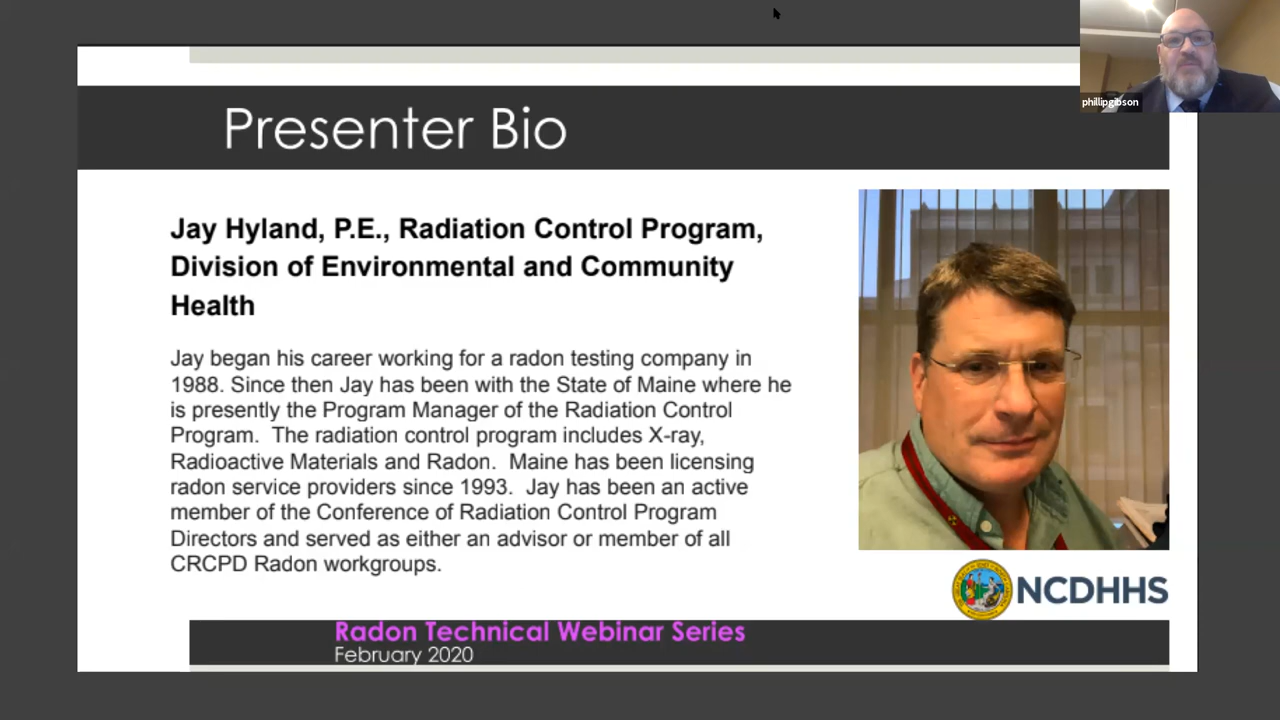 phillipgibson
Presenter Bio
Jay Hyland, P.E., Radiation Control Program,
Division of Environmental and Community
Health
Jay began his career working for a radon testing company in
1988. Since then Jay has been with the State of Maine where he
is presently the Program Manager of the Radiation Control
Program.  The radiation control program includes X-ray,
Radioactive Materials and Radon.  Maine has been licensing
radon service providers since 1993.  Jay has been an active
member of the Conference of Radiation Control Program
Directors and served as either an advisor or member of all
CRCPD Radon workgroups.
NCDHHS
Radon Technical Webinar Series
February 2020